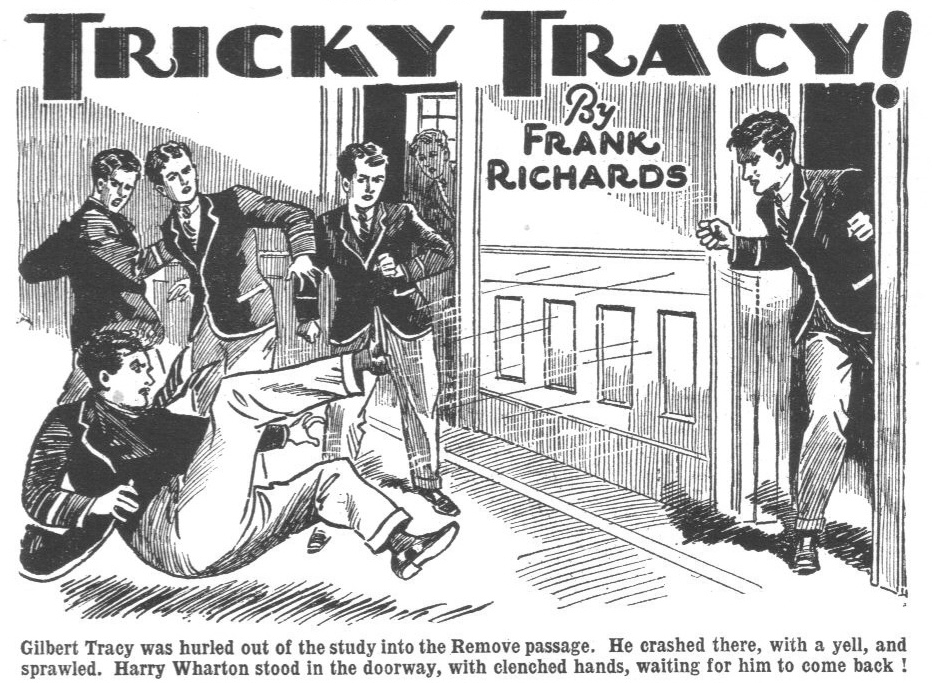 TRICKY TRACY!
By
FRANK
RICHARDS
Gilbert Tracy was hurled out of the study into the Remove passage. He crashed there, with a yell, and
sprawled. Harry Wharton stood in the doorway, with clenched hands, waiting for him to come back !